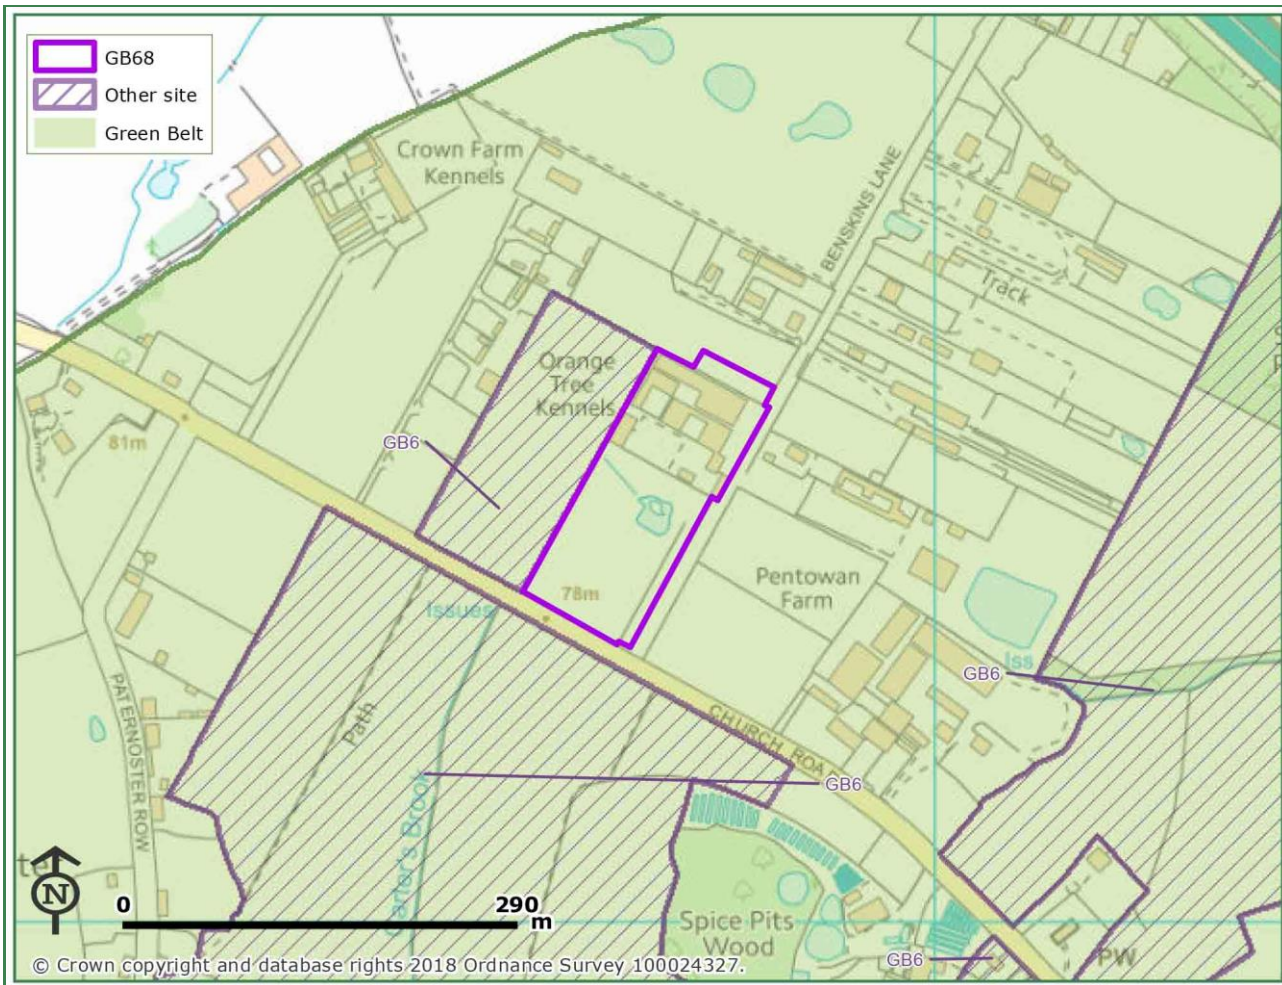 GB68
Other site
Green Belt
Crown Farm
Kennels
BENSKINS LANE
Track
Orange
Tree
Kennels
GB6
81m
78m
Issues
Pentowan
Farm
Iss
GB6
PATERNOSTER ROW
Path
CHURCH ROA
GB6
Carter's Brook
N
0
290
m
Spice Pits
Wood
GB6
PW
© Crown copyright and database rights 2018 Ordnance Survey 100024327.